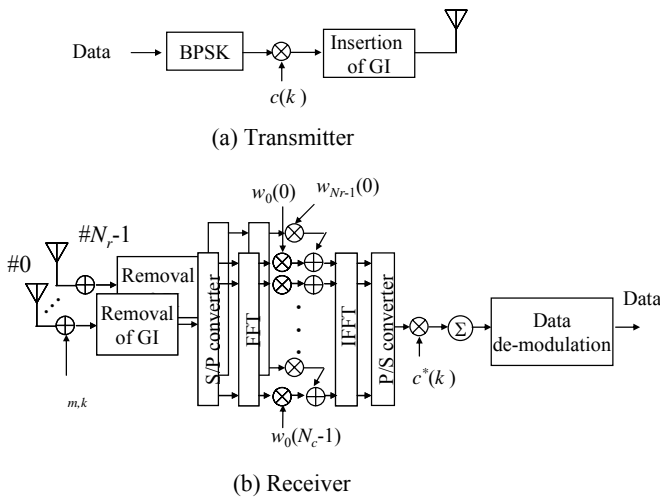 Data
BPSK
c(k)
Insertion
of GI
(a) Transmitter
w0(0)
wNr-1(0)
#Nr-1
#0
Removal
Removal
of GI
m,k
S/P converter
FFT
w0(Nc-1)
IFFT
P/S converter
c*(k)
Σ
Data
de-modulation
Data
(b) Receiver